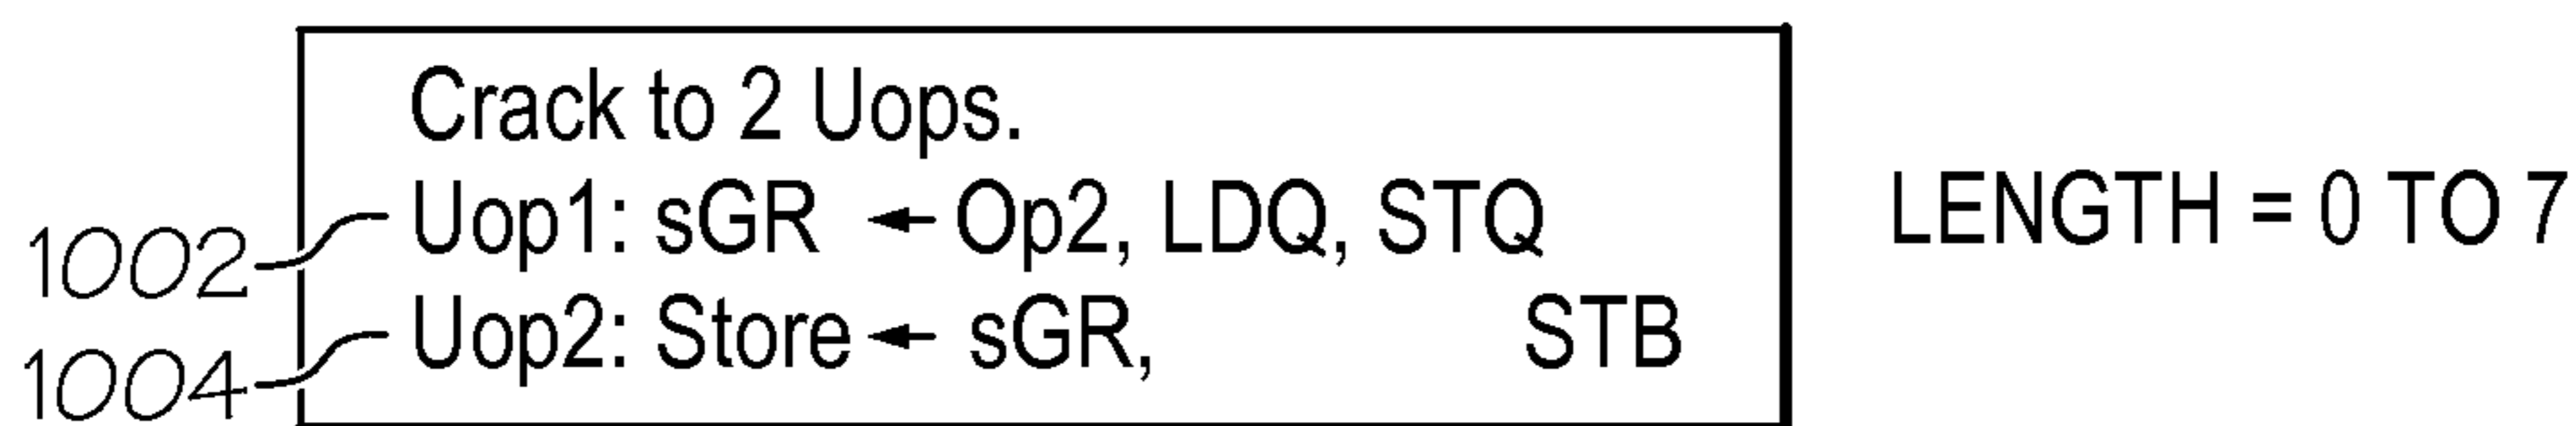 Crack to 2 Uops.
1002 Uop1: sGR ← Op2, LDQ, STQ LENGTH = 0 TO 7
1004 Uop2: Store ← sGR, STB